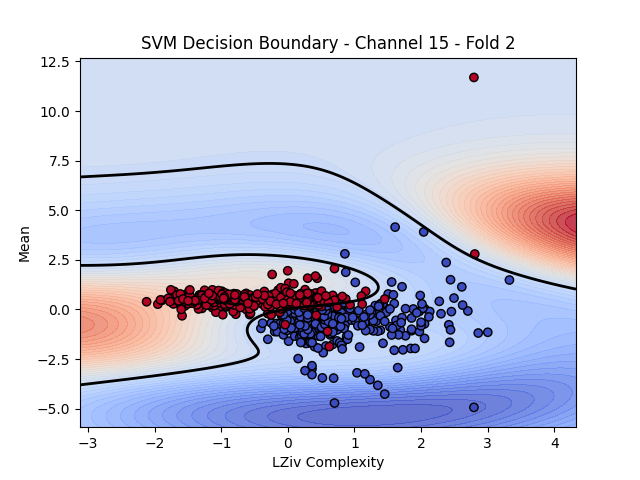 SVM Decision Boundary - Channel 15 - Fold 2
12.5
10.0
7.5
5.0
2.5
0.0
−2.5
−5.0
Mean
−3 −2 −1 0 1 2 3 4
LZiv Complexity